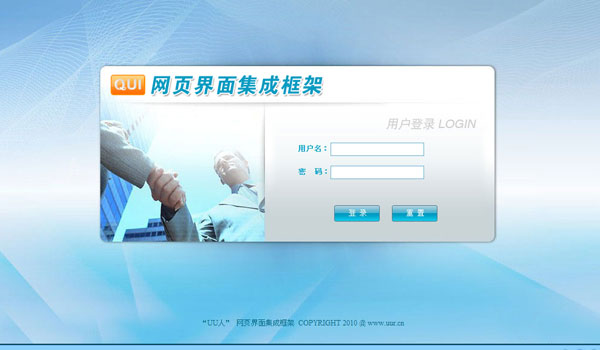 QUI 网页界面集成框架
用户登录 LOGIN
用户名：
密 码：
登 录 重 置
“UU人” 网页界面集成框架 COPYRIGHT 2010 @ www.uur.cn